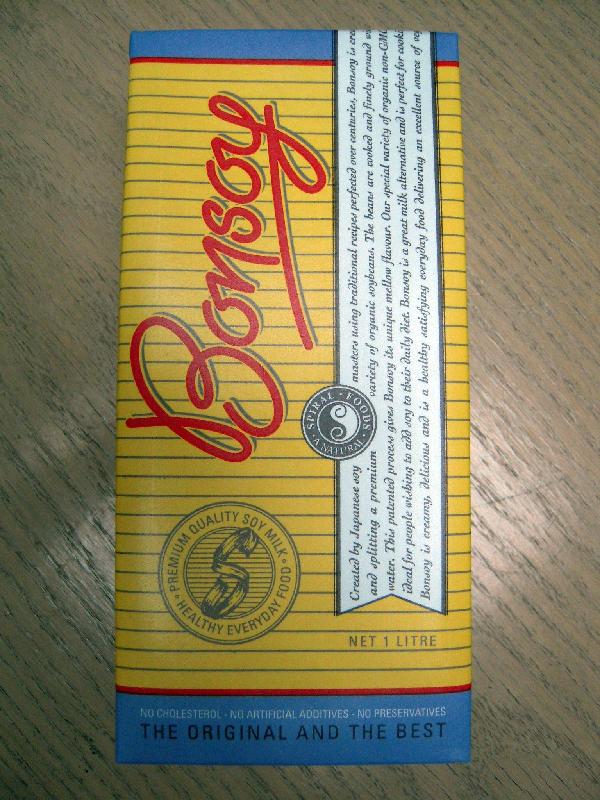 Bonsoy
Created by Japanese soy masters using traditional recipes perfected over centuries, Bonsoy is
and splitting a premium variety of organic soybeans. The beans are cooked and finely ground
water. This patented process gives Bonsoy its unique mellow flavour. Our special variety of organic non-GMO
ideal for people wishing to add soy to their daily diet. Bonsoy is a great milk alternative and is perfect for
Bonsoy is creamy, delicious and is a healthy satisfying everyday food delivering an excellent source of
SPIRAL · FOODS
A NATURAL
PREMIUM QUALITY SOY MILK
HEALTHY EVERYDAY FOOD
NET 1 LITRE
NO CHOLESTEROL - NO ARTIFICIAL ADDITIVES - NO PRESERVATIVES
THE ORIGINAL AND THE BEST